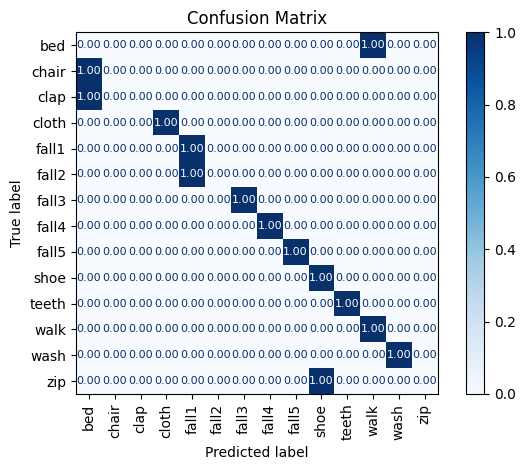 Confusion Matrix
bed 0.00 0.00 0.00 0.00 0.00 0.00 0.00 0.00 0.00 0.00 0.00 1.00 0.00 0.00
chair 1.00 0.00 0.00 0.00 0.00 0.00 0.00 0.00 0.00 0.00 0.00 0.00 0.00 0.00
clap 1.00 0.00 0.00 0.00 0.00 0.00 0.00 0.00 0.00 0.00 0.00 0.00 0.00 0.00
cloth 0.00 0.00 0.00 1.00 0.00 0.00 0.00 0.00 0.00 0.00 0.00 0.00 0.00 0.00
fall1 0.00 0.00 0.00 0.00 1.00 0.00 0.00 0.00 0.00 0.00 0.00 0.00 0.00 0.00
fall2 0.00 0.00 0.00 0.00 1.00 0.00 0.00 0.00 0.00 0.00 0.00 0.00 0.00 0.00
fall3 0.00 0.00 0.00 0.00 0.00 0.00 1.00 0.00 0.00 0.00 0.00 0.00 0.00 0.00
fall4 0.00 0.00 0.00 0.00 0.00 0.00 0.00 1.00 0.00 0.00 0.00 0.00 0.00 0.00
fall5 0.00 0.00 0.00 0.00 0.00 0.00 0.00 0.00 1.00 0.00 0.00 0.00 0.00 0.00
shoe 0.00 0.00 0.00 0.00 0.00 0.00 0.00 0.00 0.00 1.00 0.00 0.00 0.00 0.00
teeth 0.00 0.00 0.00 0.00 0.00 0.00 0.00 0.00 0.00 0.00 1.00 0.00 0.00 0.00
walk 0.00 0.00 0.00 0.00 0.00 0.00 0.00 0.00 0.00 0.00 0.00 1.00 0.00 0.00
wash 0.00 0.00 0.00 0.00 0.00 0.00 0.00 0.00 0.00 0.00 0.00 0.00 1.00 0.00
zip 0.00 0.00 0.00 0.00 0.00 0.00 0.00 0.00 0.00 1.00 0.00 0.00 0.00 0.00
True label
bed chair clap cloth fall1 fall2 fall3 fall4 fall5 shoe teeth walk wash zip
Predicted label
1.0
0.8
0.6
0.4
0.2
0.0